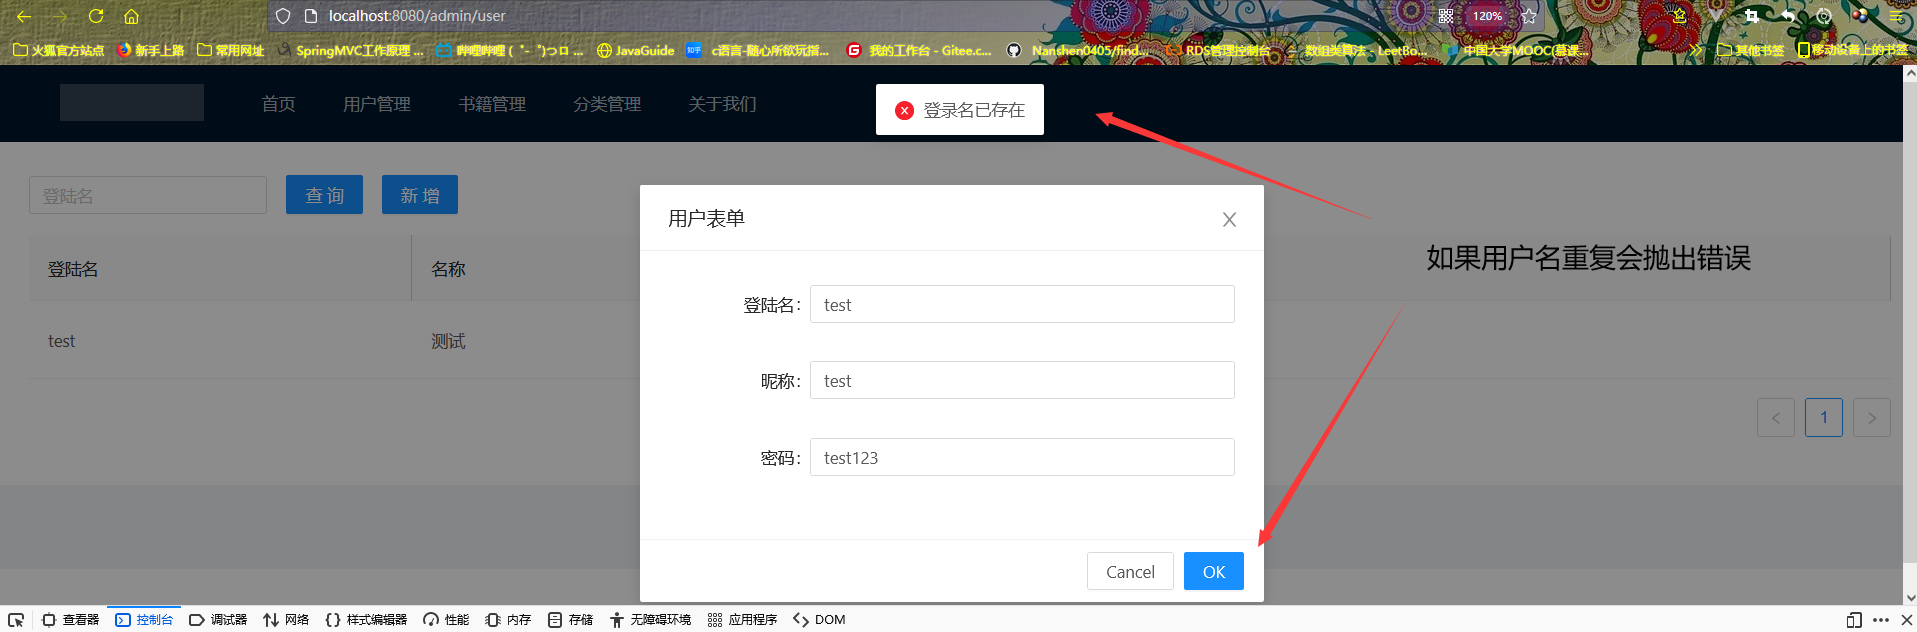 localhost:8080/admin/user
120%
火狐官方站点 新手上路 常用网址 SpringMVC工作原理 ... 哔哩哔哩 ( ゜- ゜)つロ ... JavaGuide 知乎 c语言-随心所欲玩指... 我的工作台 - Gitee.c... Nanshen0405/find... RDS管理控制台 数组类算法 - LeetBo... 中国大学MOOC(慕课... 其他书签 移动设备上的书签
首页 用户管理 书籍管理 分类管理 关于我们
登录名已存在
登陆名 查 询 新 增
用户表单
如果用户名重复会抛出错误
登陆名 名称
登陆名: test
test 测试
昵称: test
1
密码: test123
Cancel OK
查看器 控制台 调试器 网络 样式编辑器 性能 内存 存储 无障碍环境 应用程序 DOM